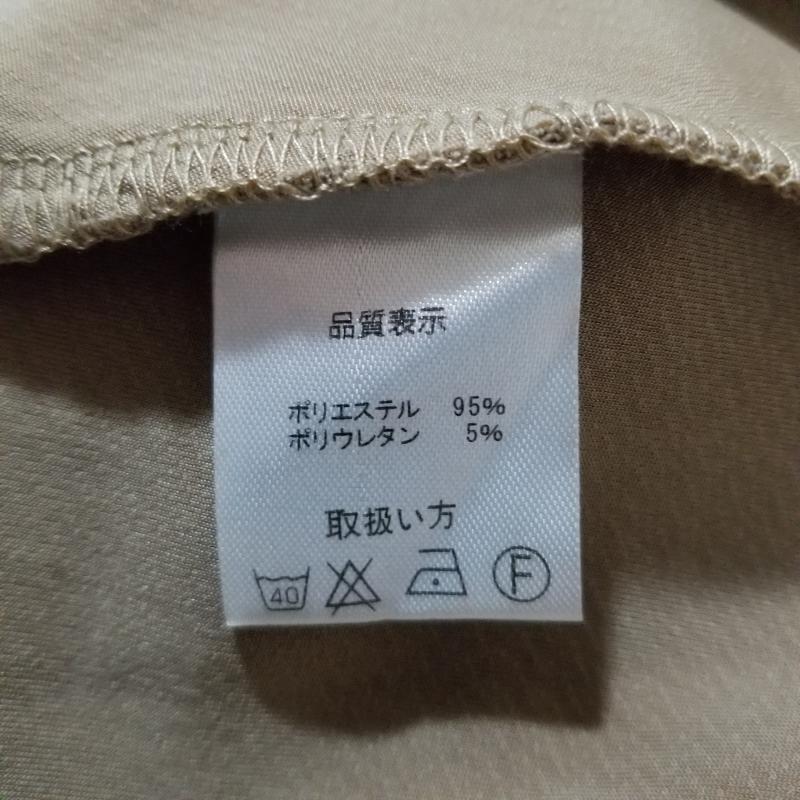 品質表示
ポリエステル 95%
ポリウレタン 5%
取扱い方
40 F